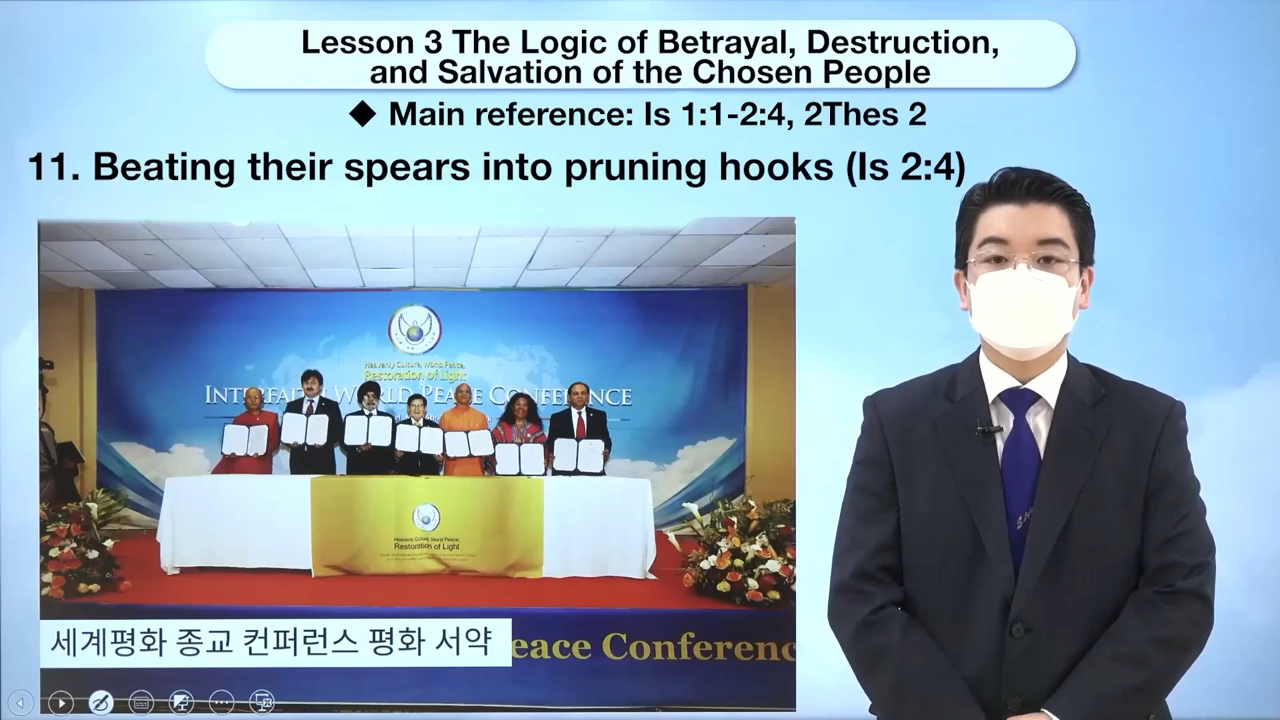 Lesson 3 The Logic of Betrayal, Destruction,
and Salvation of the Chosen People
◆ Main reference: Is 1:1-2:4, 2Thes 2
11. Beating their spears into pruning hooks (Is 2:4)
Heavenly Culture, World Peace,
Restoration of Light
INTERFAITH WORLD PEACE CONFERENCE
Heavenly Culture, World Peace,
Restoration of Light
세계평화 종교 컨퍼런스 평화 서약
eace Conferenc